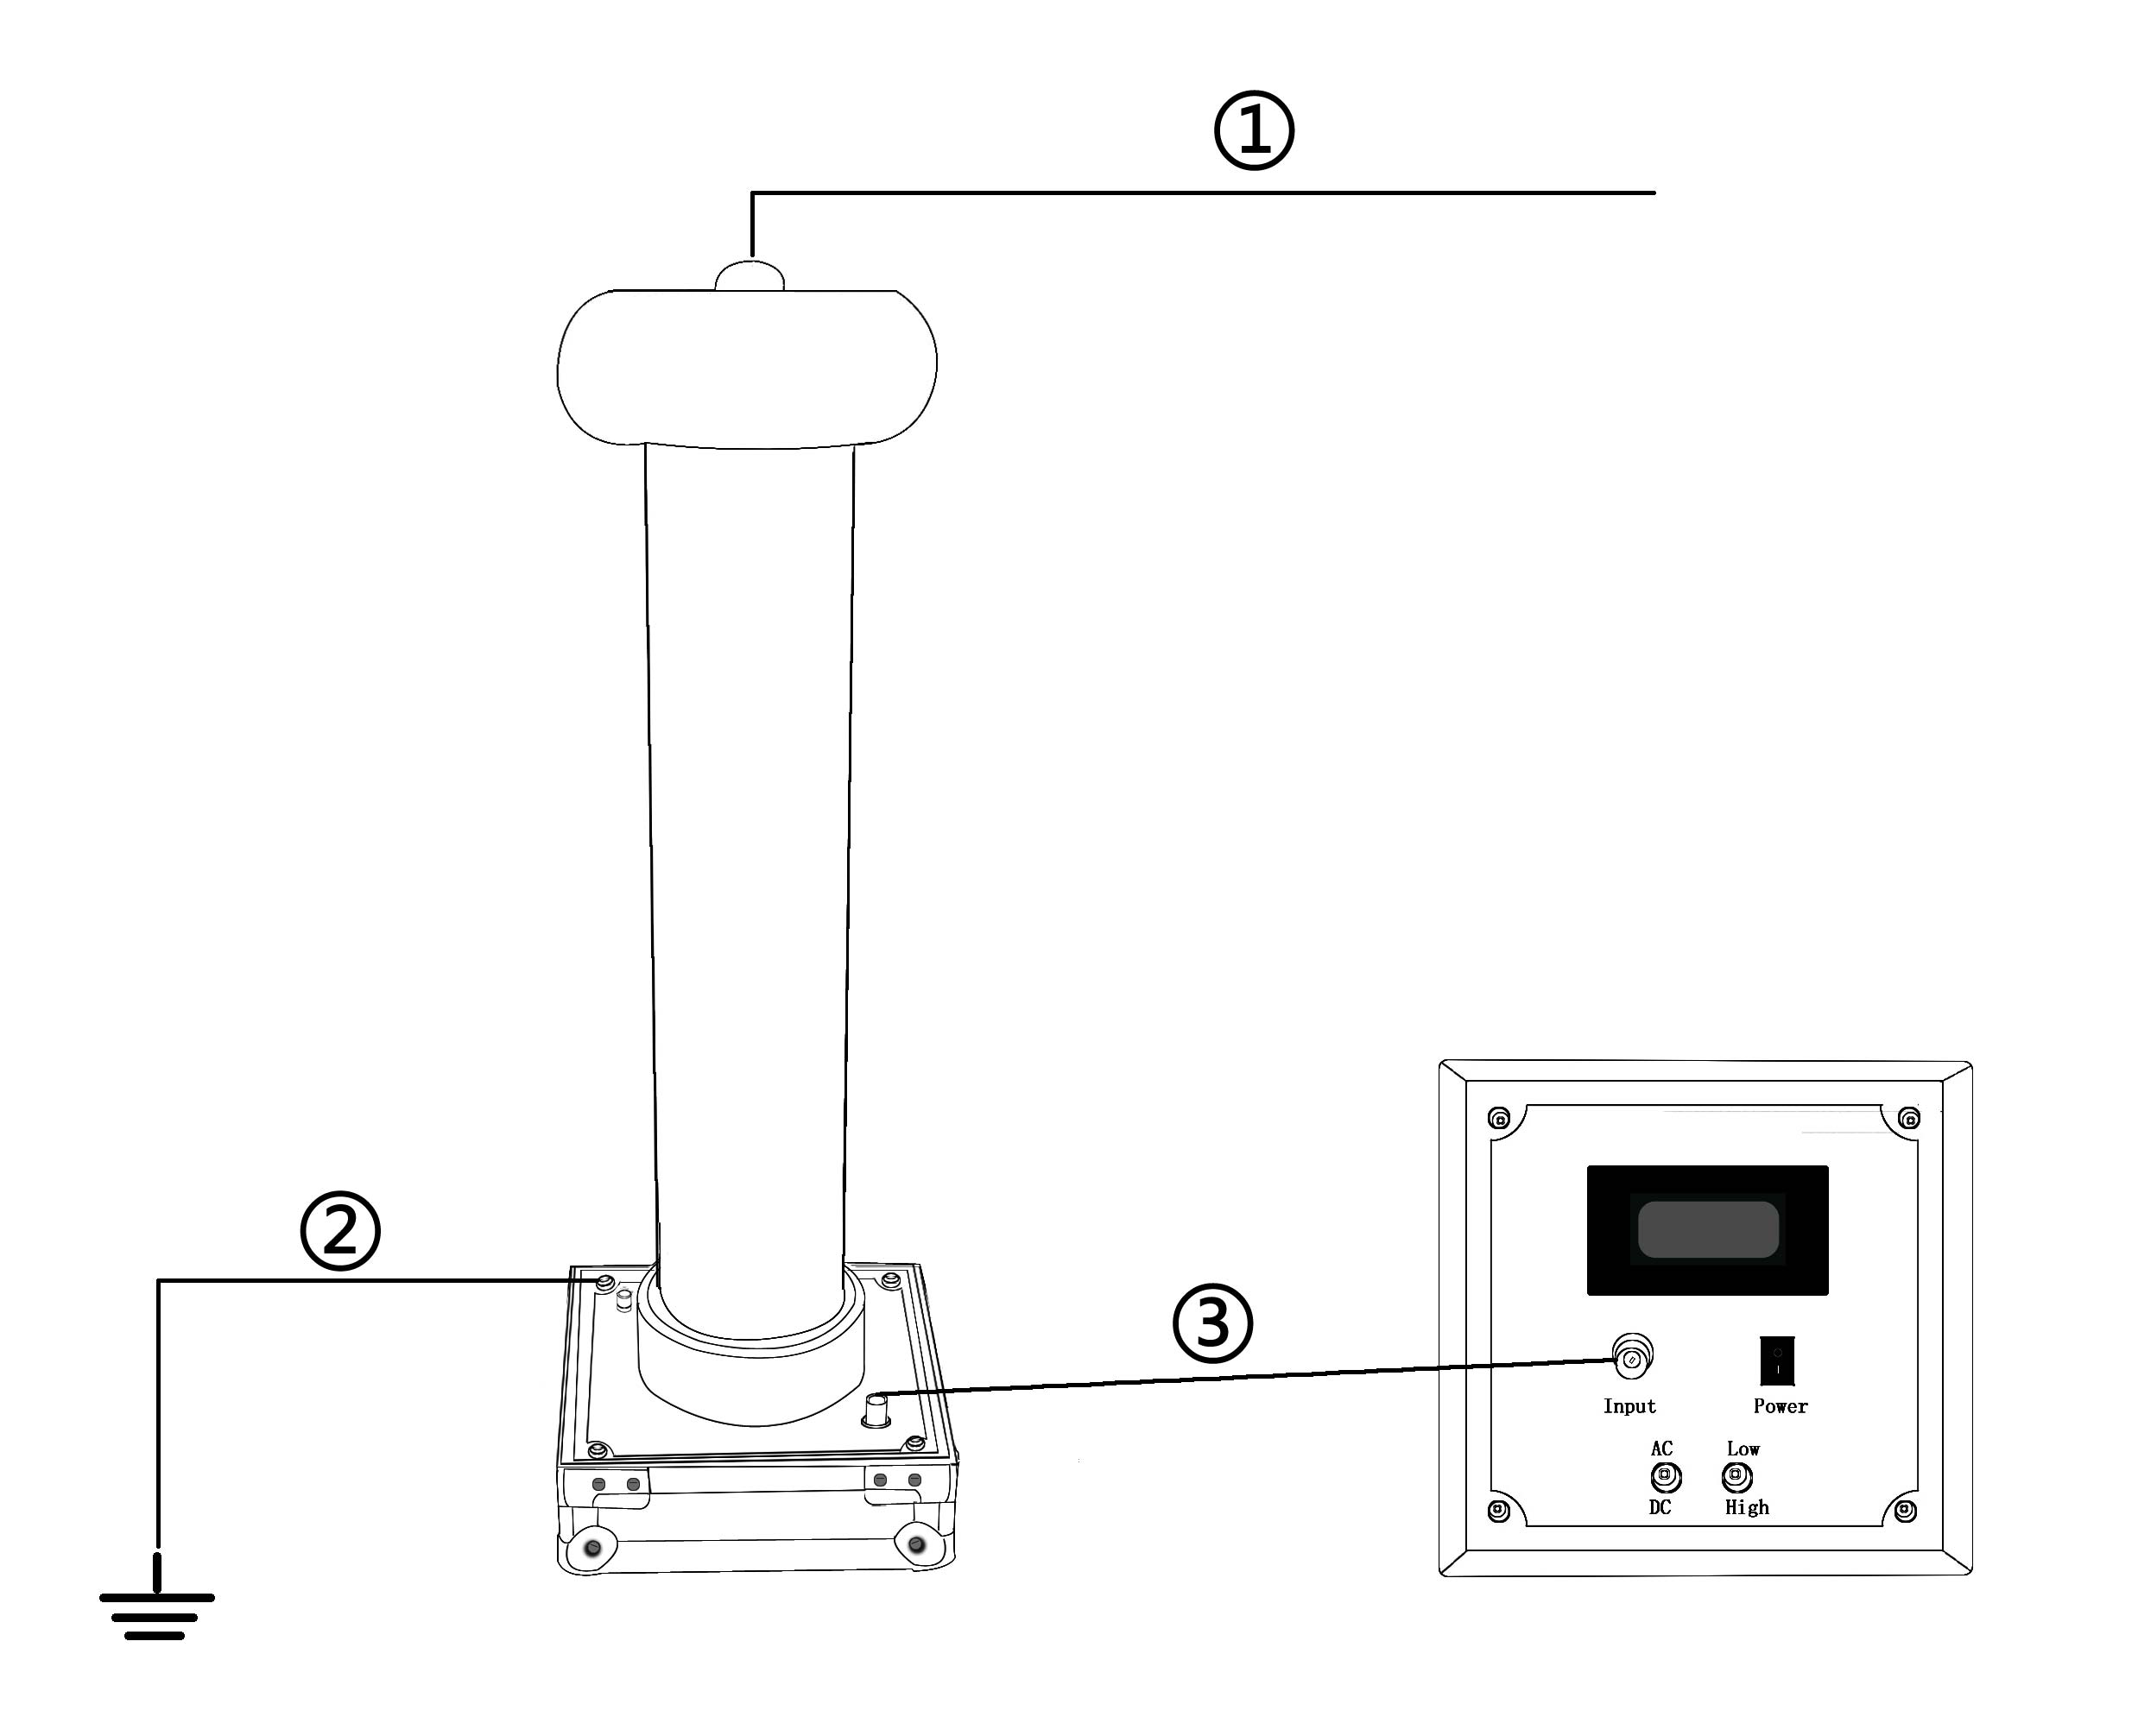 ①
②
③
Input Power
AC Low
DC High